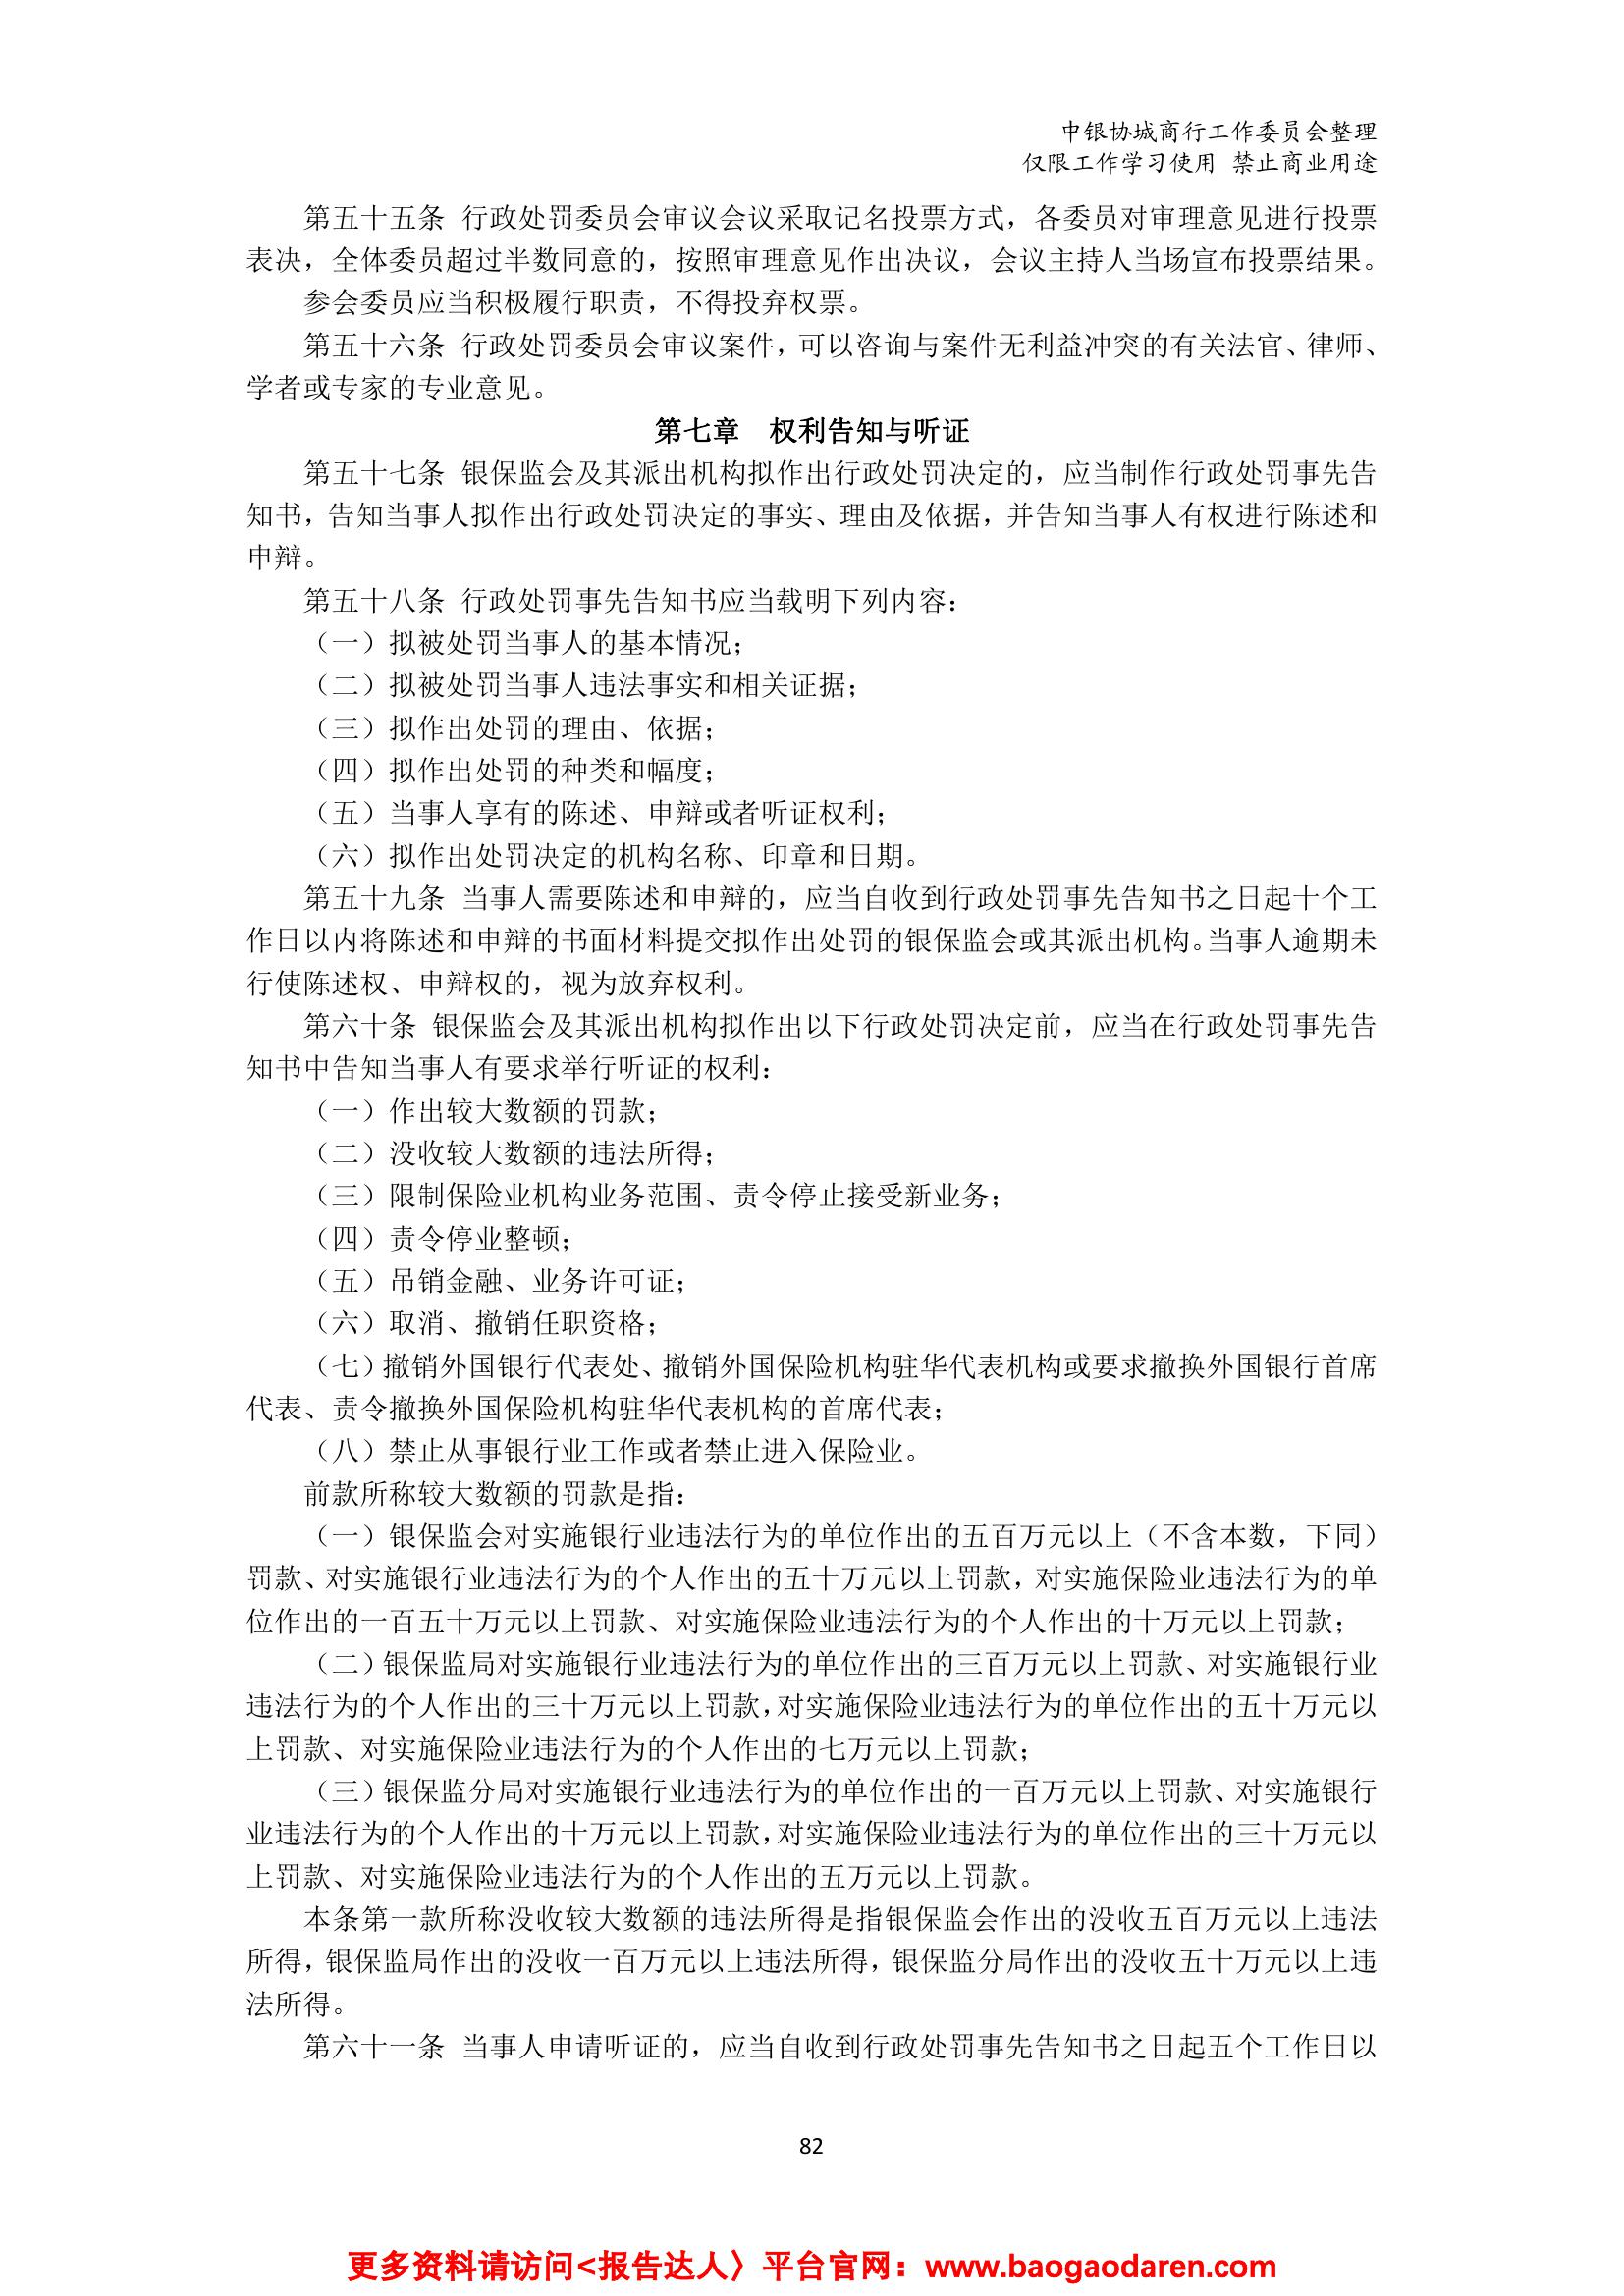 中银协城商行工作委员会整理
仅限工作学习使用 禁止商业用途
第五十五条 行政处罚委员会审议会议采取记名投票方式，各委员对审理意见进行投票
表决，全体委员超过半数同意的，按照审理意见作出决议，会议主持人当场宣布投票结果。
参会委员应当积极履行职责，不得投弃权票。
第五十六条 行政处罚委员会审议案件，可以咨询与案件无利益冲突的有关法官、律师、
学者或专家的专业意见。
第七章　权利告知与听证
第五十七条 银保监会及其派出机构拟作出行政处罚决定的，应当制作行政处罚事先告
知书，告知当事人拟作出行政处罚决定的事实、理由及依据，并告知当事人有权进行陈述和
申辩。
第五十八条 行政处罚事先告知书应当载明下列内容：
（一）拟被处罚当事人的基本情况；
（二）拟被处罚当事人违法事实和相关证据；
（三）拟作出处罚的理由、依据；
（四）拟作出处罚的种类和幅度；
（五）当事人享有的陈述、申辩或者听证权利；
（六）拟作出处罚决定的机构名称、印章和日期。
第五十九条 当事人需要陈述和申辩的，应当自收到行政处罚事先告知书之日起十个工
作日以内将陈述和申辩的书面材料提交拟作出处罚的银保监会或其派出机构。当事人逾期未
行使陈述权、申辩权的，视为放弃权利。
第六十条 银保监会及其派出机构拟作出以下行政处罚决定前，应当在行政处罚事先告
知书中告知当事人有要求举行听证的权利：
（一）作出较大数额的罚款；
（二）没收较大数额的违法所得；
（三）限制保险业机构业务范围、责令停止接受新业务；
（四）责令停业整顿；
（五）吊销金融、业务许可证；
（六）取消、撤销任职资格；
（七）撤销外国银行代表处、撤销外国保险机构驻华代表机构或要求撤换外国银行首席
代表、责令撤换外国保险机构驻华代表机构的首席代表；
（八）禁止从事银行业工作或者禁止进入保险业。
前款所称较大数额的罚款是指：
（一）银保监会对实施银行业违法行为的单位作出的五百万元以上（不含本数，下同）
罚款、对实施银行业违法行为的个人作出的五十万元以上罚款，对实施保险业违法行为的单
位作出的一百五十万元以上罚款、对实施保险业违法行为的个人作出的十万元以上罚款；
（二）银保监局对实施银行业违法行为的单位作出的三百万元以上罚款、对实施银行业
违法行为的个人作出的三十万元以上罚款，对实施保险业违法行为的单位作出的五十万元以
上罚款、对实施保险业违法行为的个人作出的七万元以上罚款；
（三）银保监分局对实施银行业违法行为的单位作出的一百万元以上罚款、对实施银行
业违法行为的个人作出的十万元以上罚款，对实施保险业违法行为的单位作出的三十万元以
上罚款、对实施保险业违法行为的个人作出的五万元以上罚款。
本条第一款所称没收较大数额的违法所得是指银保监会作出的没收五百万元以上违法
所得，银保监局作出的没收一百万元以上违法所得，银保监分局作出的没收五十万元以上违
法所得。
第六十一条 当事人申请听证的，应当自收到行政处罚事先告知书之日起五个工作日以
82
更多资料请访问<报告达人〉平台官网：www.baogaodaren.com